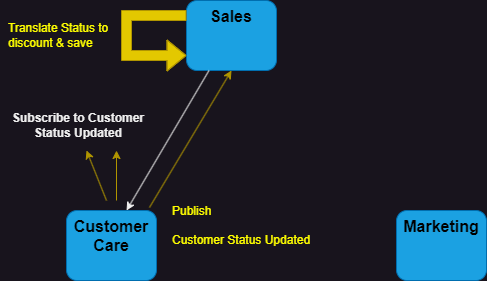 Sales
Translate Status to
discount & save
Subscribe to Customer
Status Updated
Publish
Customer Status Updated
Customer
Care
Marketing